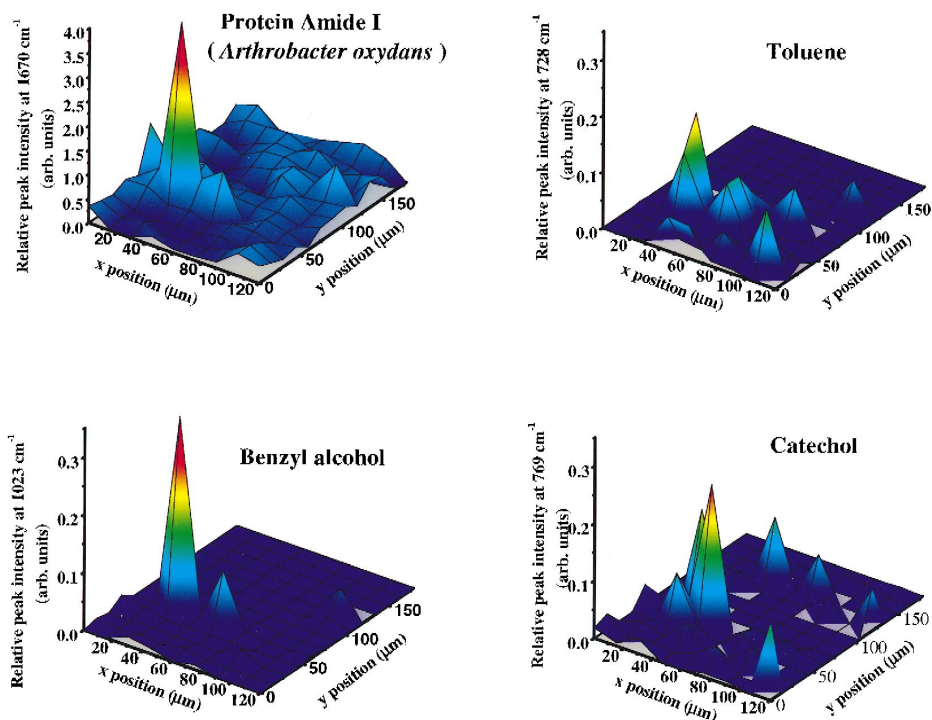 Protein Amide I
( Arthrobacter oxydans )
Relative peak intensity at 1670 cm-1
(arb. units)
4.0
3.5
3.0
2.5
2.0
1.5
1.0
0.5
0.0
20
40
60
80
100
120
x position (µm)
0
50
100
150
y position (µm)
Toluene
Relative peak intensity at 728 cm-1
(arb. units)
0.3
0.2
0.1
0.0
20
40
60
80
100
120
x position (µm)
0
50
100
150
y position (µm)
Benzyl alcohol
Relative peak intensity at 1023 cm-1
(arb. units)
0.3
0.2
0.1
0.0
20
40
60
80
100
120
x position (µm)
0
50
100
150
y position (µm)
Catechol
Relative peak intensity at 769 cm-1
(arb. units)
0.3
0.2
0.1
0.0
20
40
60
80
100
120
x position (µm)
0
50
100
150
y position (µm)